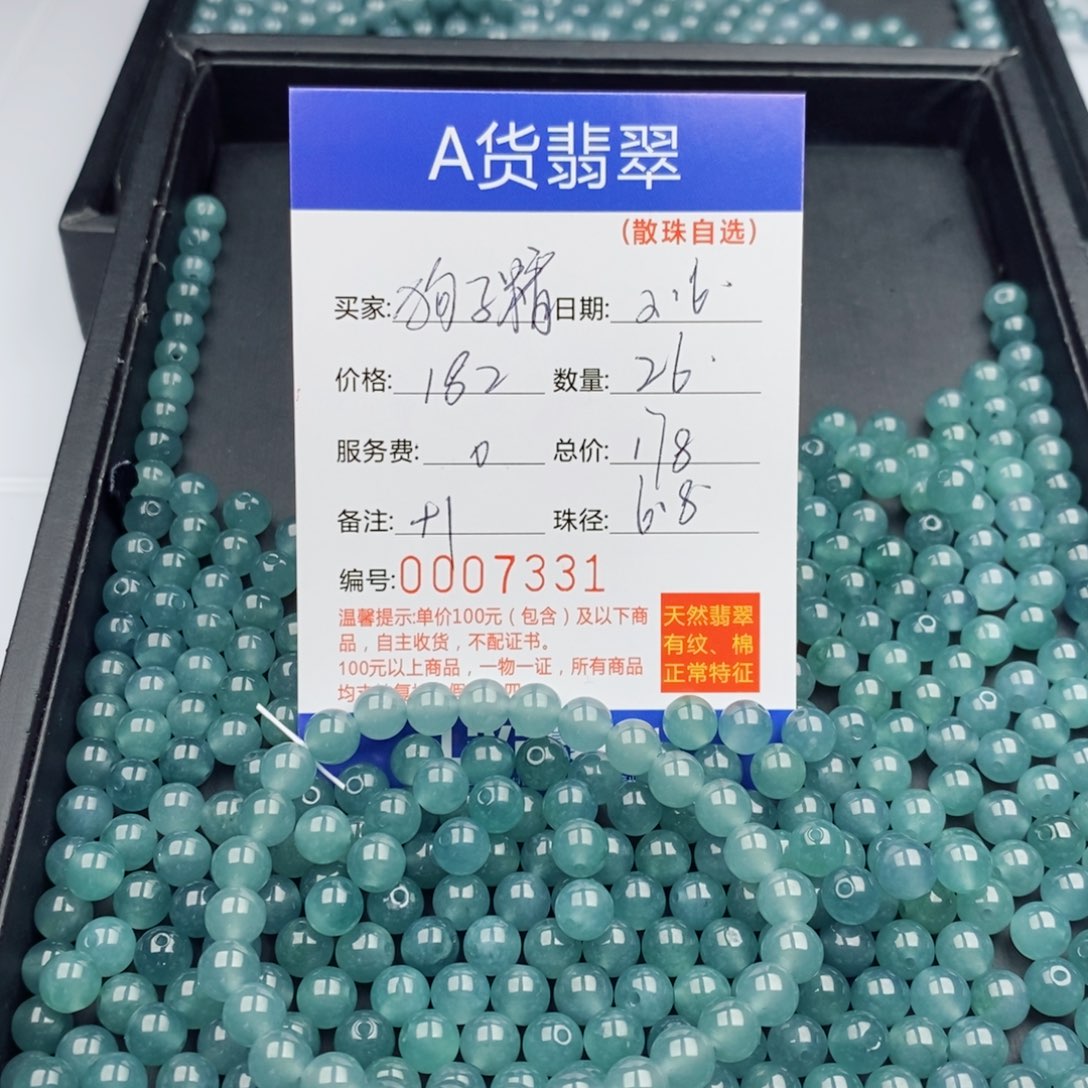 A货翡翠
(散珠自选)
买家: 狗子糯 日期: 2.6.
价格: 182 数量: 26.
服务费: 0 总价: 178
备注: +1 珠径: 6.8
编号:0007331
温馨提示:单价100元(包含)及以下商
品,自主收货,不配证书。
100元以上商品,一物一证,所有商品
均支
天然翡翠
有纹、棉
正常特征